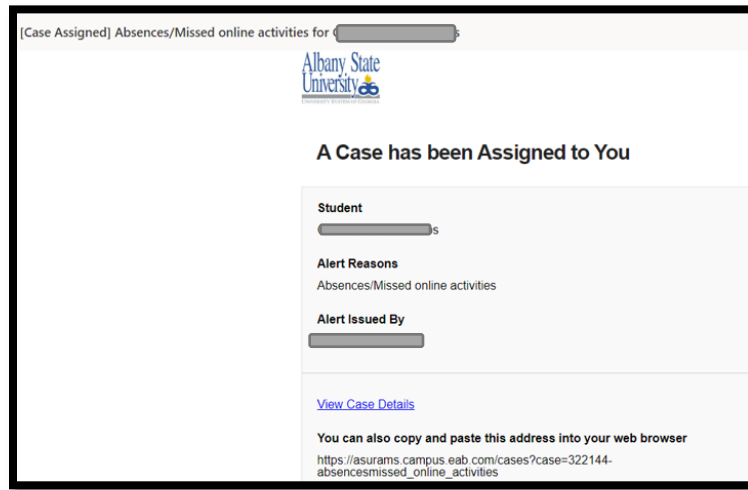 [Case Assigned] Absences/Missed online activities for
Albany State
University
UNIVERSITY SYSTEM OF GEORGIA
A Case has been Assigned to You
Student
s
Alert Reasons
Absences/Missed online activities
Alert Issued By
View Case Details
You can also copy and paste this address into your web browser
https://asurams.campus.eab.com/cases?case=322144-
absencesmissed_online_activities